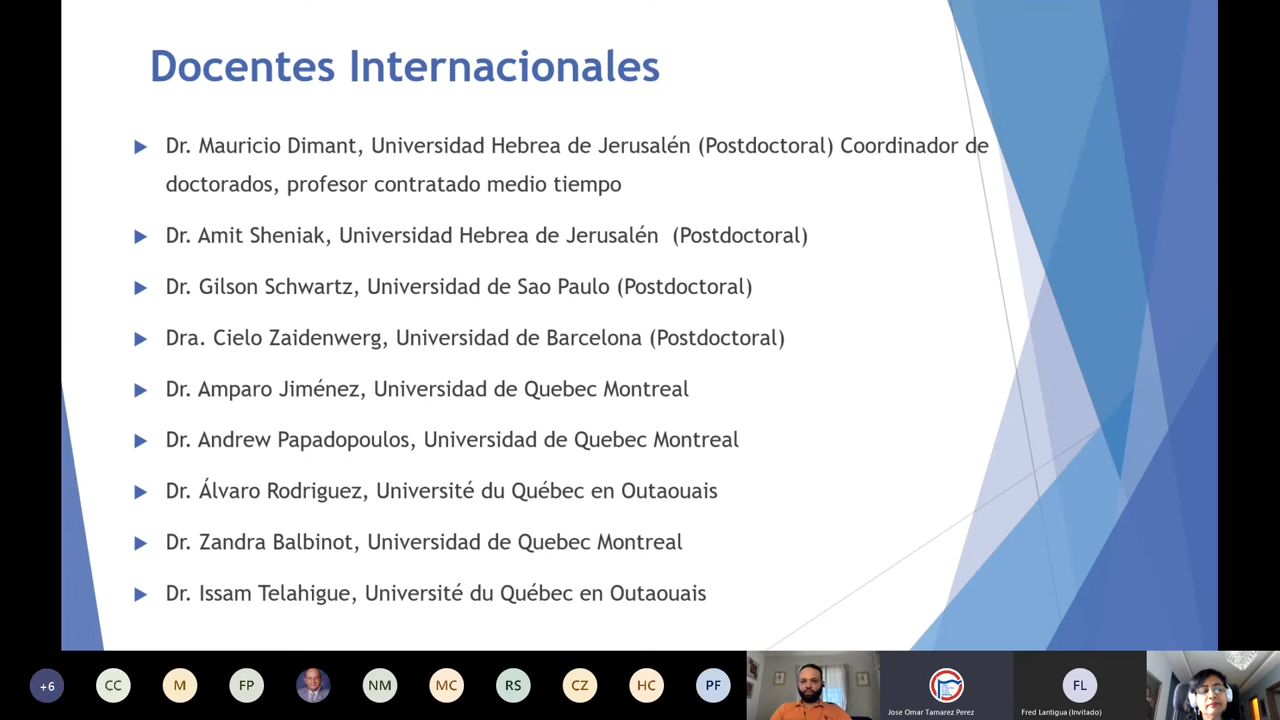 Docentes Internacionales
Dr. Mauricio Dimant, Universidad Hebrea de Jerusalén (Postdoctoral) Coordinador de
doctorados, profesor contratado medio tiempo
Dr. Amit Sheniak, Universidad Hebrea de Jerusalén (Postdoctoral)
Dr. Gilson Schwartz, Universidad de Sao Paulo (Postdoctoral)
Dra. Cielo Zaidenwerg, Universidad de Barcelona (Postdoctoral)
Dr. Amparo Jiménez, Universidad de Quebec Montreal
Dr. Andrew Papadopoulos, Universidad de Quebec Montreal
Dr. Álvaro Rodriguez, Université du Québec en Outaouais
Dr. Zandra Balbinot, Universidad de Quebec Montreal
Dr. Issam Telahigue, Université du Québec en Outaouais
+6 CC M FP NM MC RS CZ HC PF FL
Jose Omar Tamarez Perez Fred Lantigua (Invitado)